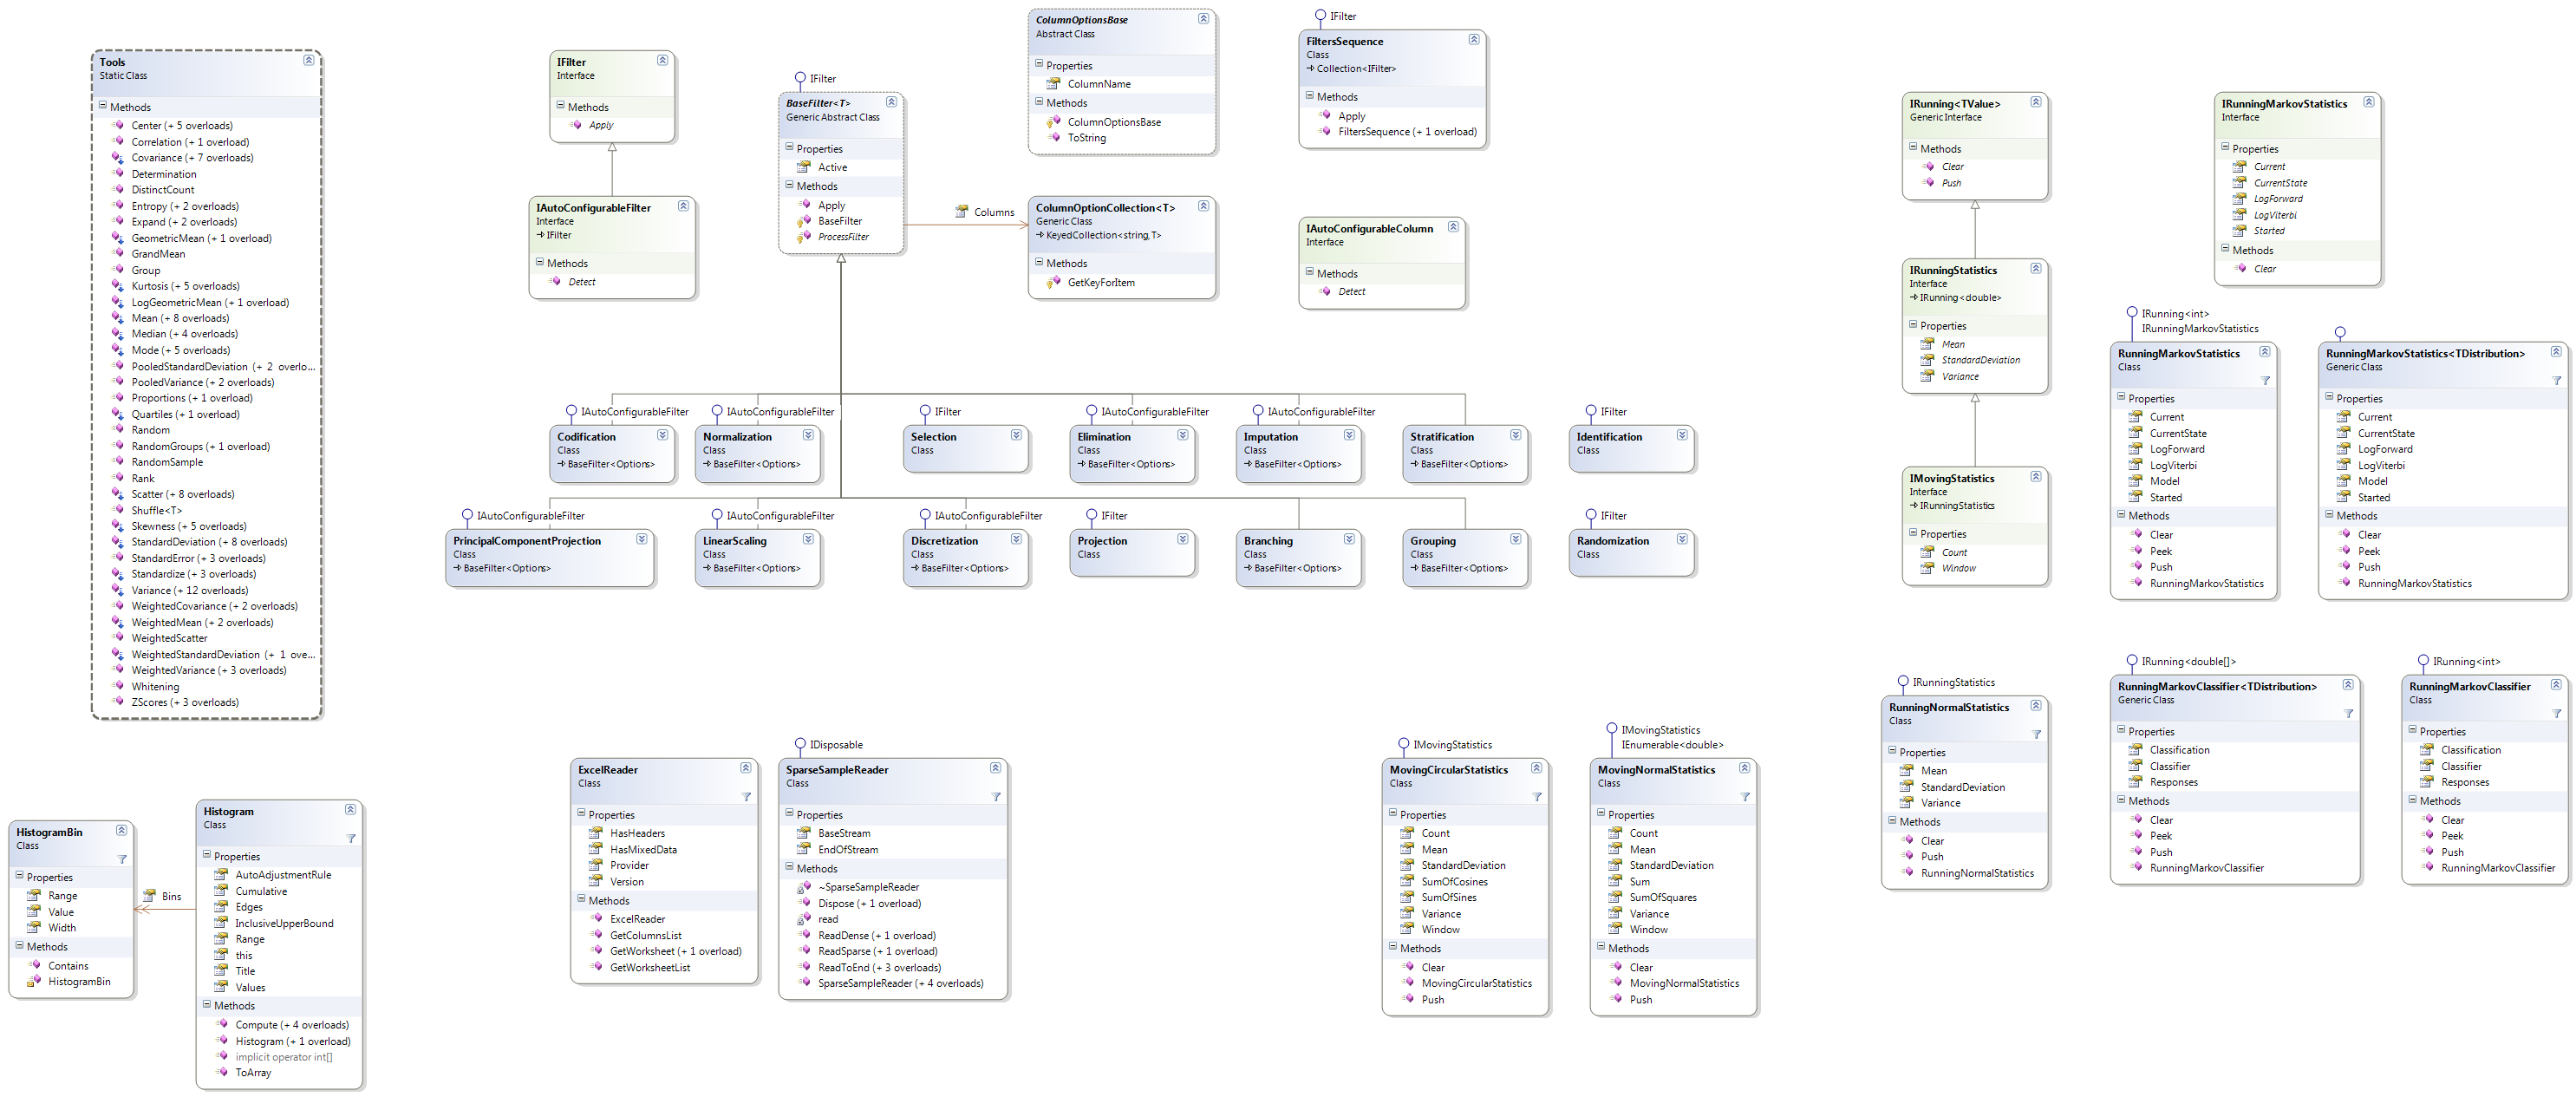 Tools
Static Class
Methods
Center (+ 5 overloads)
Correlation (+ 1 overload)
Covariance (+ 7 overloads)
Determination
DistinctCount
Entropy (+ 2 overloads)
Expand (+ 2 overloads)
GeometricMean (+ 1 overload)
GrandMean
Group
Kurtosis (+ 5 overloads)
LogGeometricMean (+ 1 overload)
Mean (+ 8 overloads)
Median (+ 4 overloads)
Mode (+ 5 overloads)
PooledStandardDeviation (+ 2 overlo...
PooledVariance (+ 2 overloads)
Proportions (+ 1 overload)
Quartiles (+ 1 overload)
Random
RandomGroups (+ 1 overload)
RandomSample
Rank
Scatter (+ 8 overloads)
Shuffle<T>
Skewness (+ 5 overloads)
StandardDeviation (+ 8 overloads)
StandardError (+ 3 overloads)
Standardize (+ 3 overloads)
Variance (+ 12 overloads)
WeightedCovariance (+ 2 overloads)
WeightedMean (+ 2 overloads)
WeightedScatter
WeightedStandardDeviation (+ 1 ove...
WeightedVariance (+ 3 overloads)
Whitening
ZScores (+ 3 overloads)
HistogramBin
Class
Properties
Range
Value
Width
Methods
Contains
HistogramBin
Bins
Histogram
Class
Properties
AutoAdjustmentRule
Cumulative
Edges
InclusiveUpperBound
Range
this
Title
Values
Methods
Compute (+ 4 overloads)
Histogram (+ 1 overload)
implicit operator int[]
ToArray
IFilter
Interface
Methods
Apply
IAutoConfigurableFilter
Interface
IFilter
Methods
Detect
IFilter
BaseFilter<T>
Generic Abstract Class
Properties
Active
Methods
Apply
BaseFilter
ProcessFilter
Columns
ColumnOptionsBase
Abstract Class
Properties
ColumnName
Methods
ColumnOptionsBase
ToString
ColumnOptionCollection<T>
Generic Class
KeyedCollection<string,T>
Methods
GetKeyForItem
IFilter
FiltersSequence
Class
Collection<IFilter>
Methods
Apply
FiltersSequence (+ 1 overload)
IAutoConfigurableColumn
Interface
Methods
Detect
IAutoConfigurableFilter
Codification
Class
BaseFilter<Options>
IAutoConfigurableFilter
Normalization
Class
BaseFilter<Options>
IFilter
Selection
Class
IAutoConfigurableFilter
Elimination
Class
BaseFilter<Options>
IAutoConfigurableFilter
Imputation
Class
BaseFilter<Options>
Stratification
Class
BaseFilter<Options>
IFilter
Identification
Class
IAutoConfigurableFilter
PrincipalComponentProjection
Class
BaseFilter<Options>
IAutoConfigurableFilter
LinearScaling
Class
BaseFilter<Options>
IAutoConfigurableFilter
Discretization
Class
BaseFilter<Options>
IFilter
Projection
Class
Branching
Class
BaseFilter<Options>
Grouping
Class
BaseFilter<Options>
IFilter
Randomization
Class
ExcelReader
Class
Properties
HasHeaders
HasMixedData
Provider
Version
Methods
ExcelReader
GetColumnsList
GetWorksheet (+ 1 overload)
GetWorksheetList
IDisposable
SparseSampleReader
Class
Properties
BaseStream
EndOfStream
Methods
~SparseSampleReader
Dispose (+ 1 overload)
read
ReadDense (+ 1 overload)
ReadSparse (+ 1 overload)
ReadToEnd (+ 3 overloads)
SparseSampleReader (+ 4 overloads)
IMovingStatistics
MovingCircularStatistics
Class
Properties
Count
Mean
StandardDeviation
SumOfCosines
SumOfSines
Variance
Window
Methods
Clear
MovingCircularStatistics
Push
IMovingStatistics
IEnumerable<double>
MovingNormalStatistics
Class
Properties
Count
Mean
StandardDeviation
Sum
SumOfSquares
Variance
Window
Methods
Clear
MovingNormalStatistics
Push
IRunning<TValue>
Generic Interface
Methods
Clear
Push
IRunningStatistics
Interface
IRunning<double>
Properties
Mean
StandardDeviation
Variance
IMovingStatistics
Interface
IRunningStatistics
Properties
Count
Window
IRunningStatistics
RunningNormalStatistics
Class
Properties
Mean
StandardDeviation
Variance
Methods
Clear
Push
RunningNormalStatistics
IRunningMarkovStatistics
Interface
Properties
Current
CurrentState
LogForward
LogViterbi
Started
Methods
Clear
IRunning<int>
IRunningMarkovStatistics
RunningMarkovStatistics
Class
Properties
Current
CurrentState
LogForward
LogViterbi
Model
Started
Methods
Clear
Peek
Push
RunningMarkovStatistics
RunningMarkovStatistics<TDistribution>
Generic Class
Properties
Current
CurrentState
LogForward
LogViterbi
Model
Started
Methods
Clear
Peek
Push
RunningMarkovStatistics
IRunning<double[]>
RunningMarkovClassifier<TDistribution>
Generic Class
Properties
Classification
Classifier
Responses
Methods
Clear
Peek
Push
RunningMarkovClassifier
IRunning<int>
RunningMarkovClassifier
Class
Properties
Classification
Classifier
Responses
Methods
Clear
Peek
Push
RunningMarkovClassifier